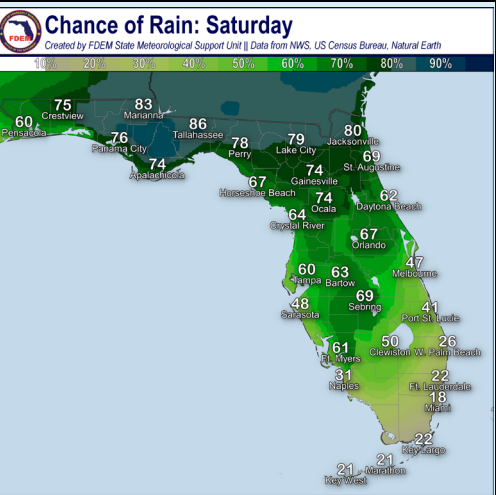 FDEM
Chance of Rain: Saturday
Created by FDEM State Meteorological Support Unit || Data from NWS, US Census Bureau, Natural Earth
10% 20% 30% 40% 50% 60% 70% 80% 90%
75
Crestview
83
Marianna
60
Pensacola
86
Tallahassee
76
Panama City
78
Perry
79
Lake City
80
Jacksonville
74
Apalachicola
69
St. Augustine
74
Gainesville
67
Horseshoe Beach
74
Ocala
62
Daytona Beach
64
Crystal River
67
Orlando
60
Tampa
63
Bartow
47
Melbourne
69
Sebring
48
Sarasota
41
Port St. Lucie
61
Ft. Myers
50
Clewiston
26
W. Palm Beach
31
Naples
22
Ft. Lauderdale
18
Miami
22
Key Largo
21
Marathon
21
Key West